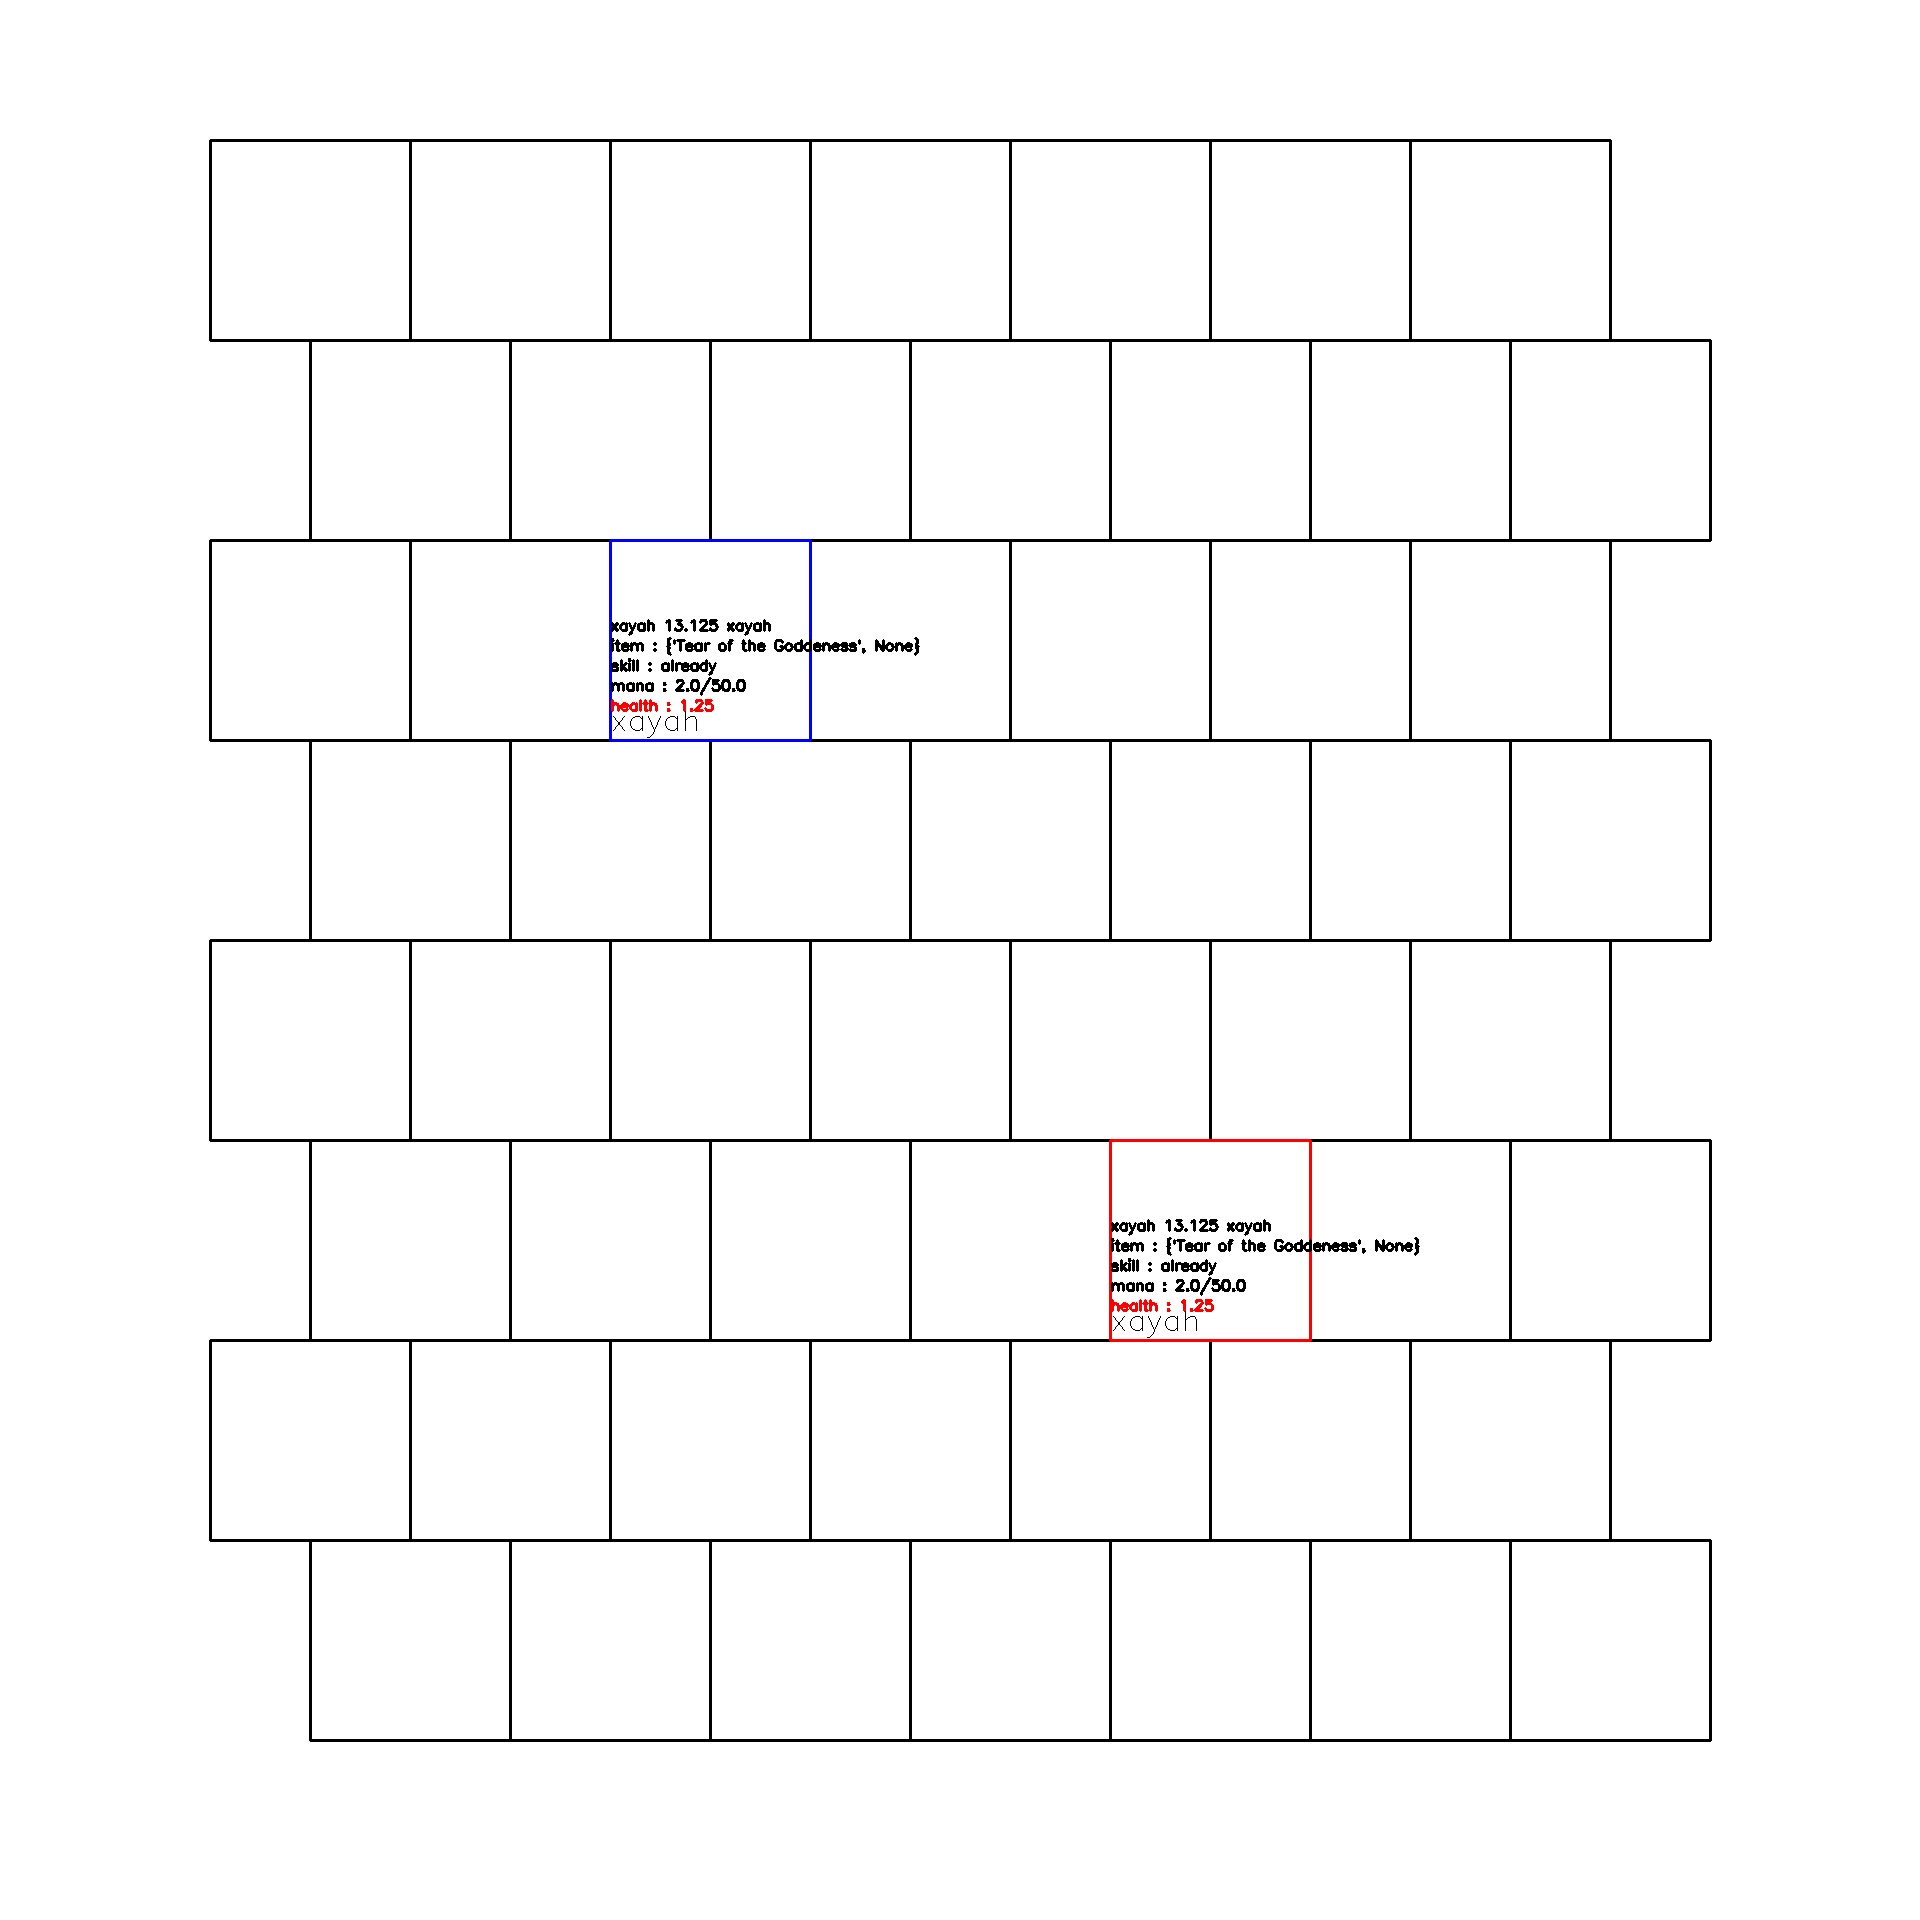 xayah 13.125 xayah
item : {'Tear of the Goddeness', None}
skill : already
mana : 2.0/50.0
health : 1.25
xayah
xayah 13.125 xayah
item : {'Tear of the Goddeness', None}
skill : already
mana : 2.0/50.0
health : 1.25
xayah